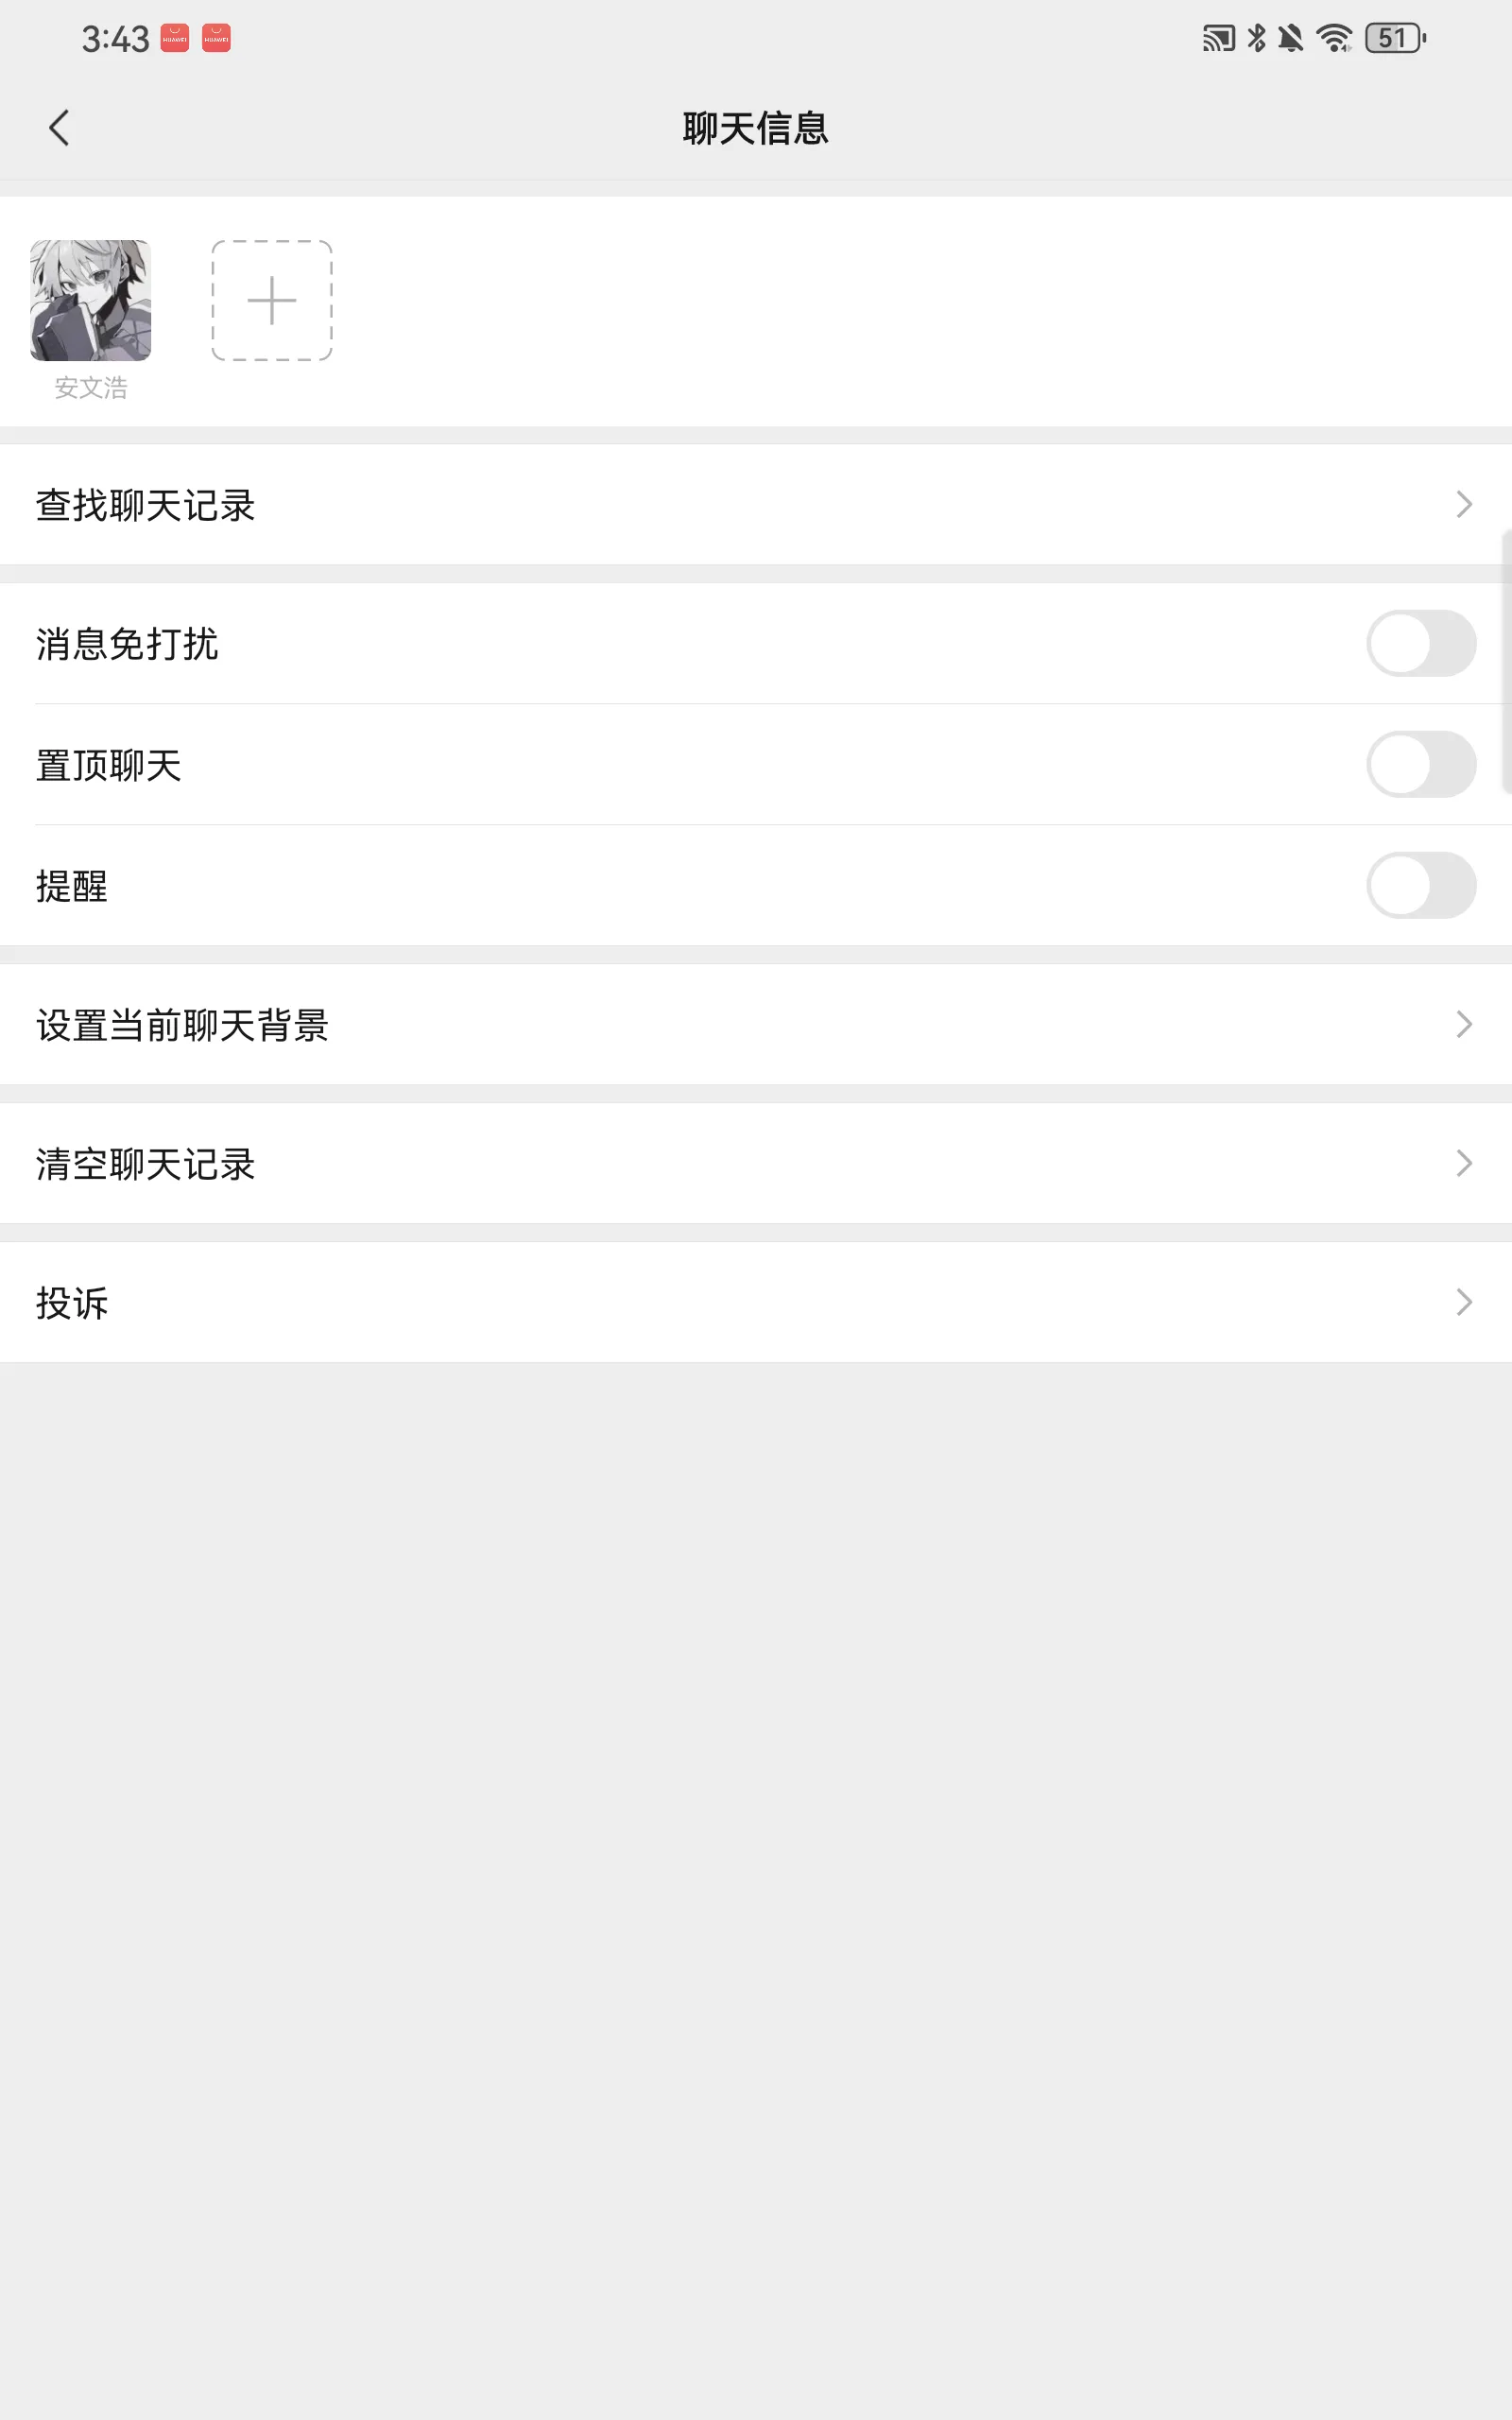 3:43
HUAWEI HUAWEI
51
聊天信息
安文浩
查找聊天记录
消息免打扰
置顶聊天
提醒
设置当前聊天背景
清空聊天记录
投诉